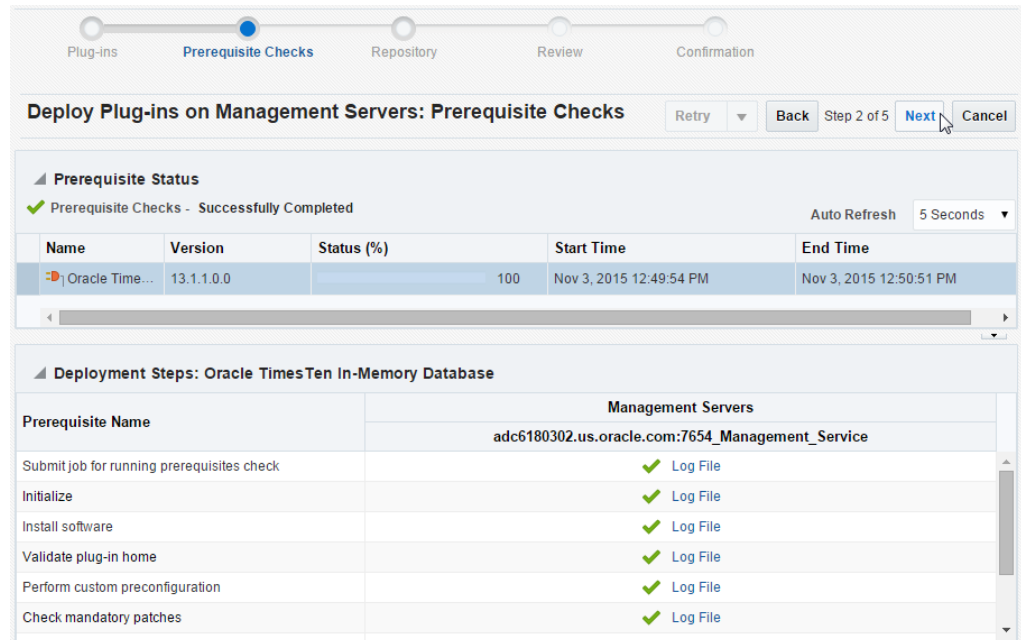 Plug-ins Prerequisite Checks Repository Review Confirmation
Deploy Plug-ins on Management Servers: Prerequisite Checks Retry Back Step 2 of 5 Next Cancel
Prerequisite Status
Prerequisite Checks - Successfully Completed
Auto Refresh 5 Seconds
Name Version Status (%) Start Time End Time
Oracle Time... 13.1.1.0.0 100 Nov 3, 2015 12:49:54 PM Nov 3, 2015 12:50:51 PM
Deployment Steps: Oracle TimesTen In-Memory Database
Prerequisite Name Management Servers
adc6180302.us.oracle.com:7654_Management_Service
Submit job for running prerequisites check Log File
Initialize Log File
Install software Log File
Validate plug-in home Log File
Perform custom preconfiguration Log File
Check mandatory patches Log File